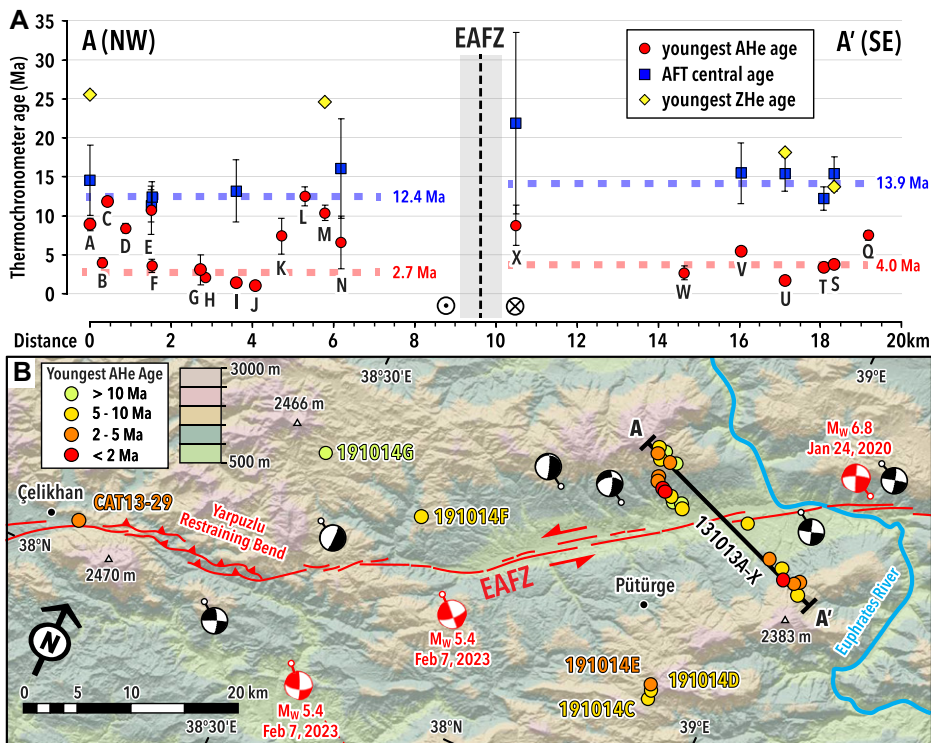 A
A (NW)
EAFZ
A' (SE)
youngest AHe age
AFT central age
youngest ZHe age
Thermochronometer age (Ma)
35
30
25
20
15
10
5
0
12.4 Ma
2.7 Ma
13.9 Ma
4.0 Ma
A
B
C
D
E
F
G
H
I
J
K
L
M
N
X
W
V
U
T
S
Q
Distance
0
2
4
6
8
10
12
14
16
18
20km
B
Youngest AHe Age
> 10 Ma
5 - 10 Ma
2 - 5 Ma
< 2 Ma
3000 m
500 m
38°30'E
39°E
2466 m
191014G
A
Mw 6.8
Jan 24, 2020
Çelikhan
CAT13-29
191014F
Yarpuzlu
Restraining Bend
38°N
2470 m
131013A-X
EAFZ
Pütürge
Euphrates River
A'
2383 m
N
Mw 5.4
Feb 7, 2023
191014E
191014D
191014C
0
5
10
20 km
Mw 5.4
Feb 7, 2023
38°30'E
38°N
39°E